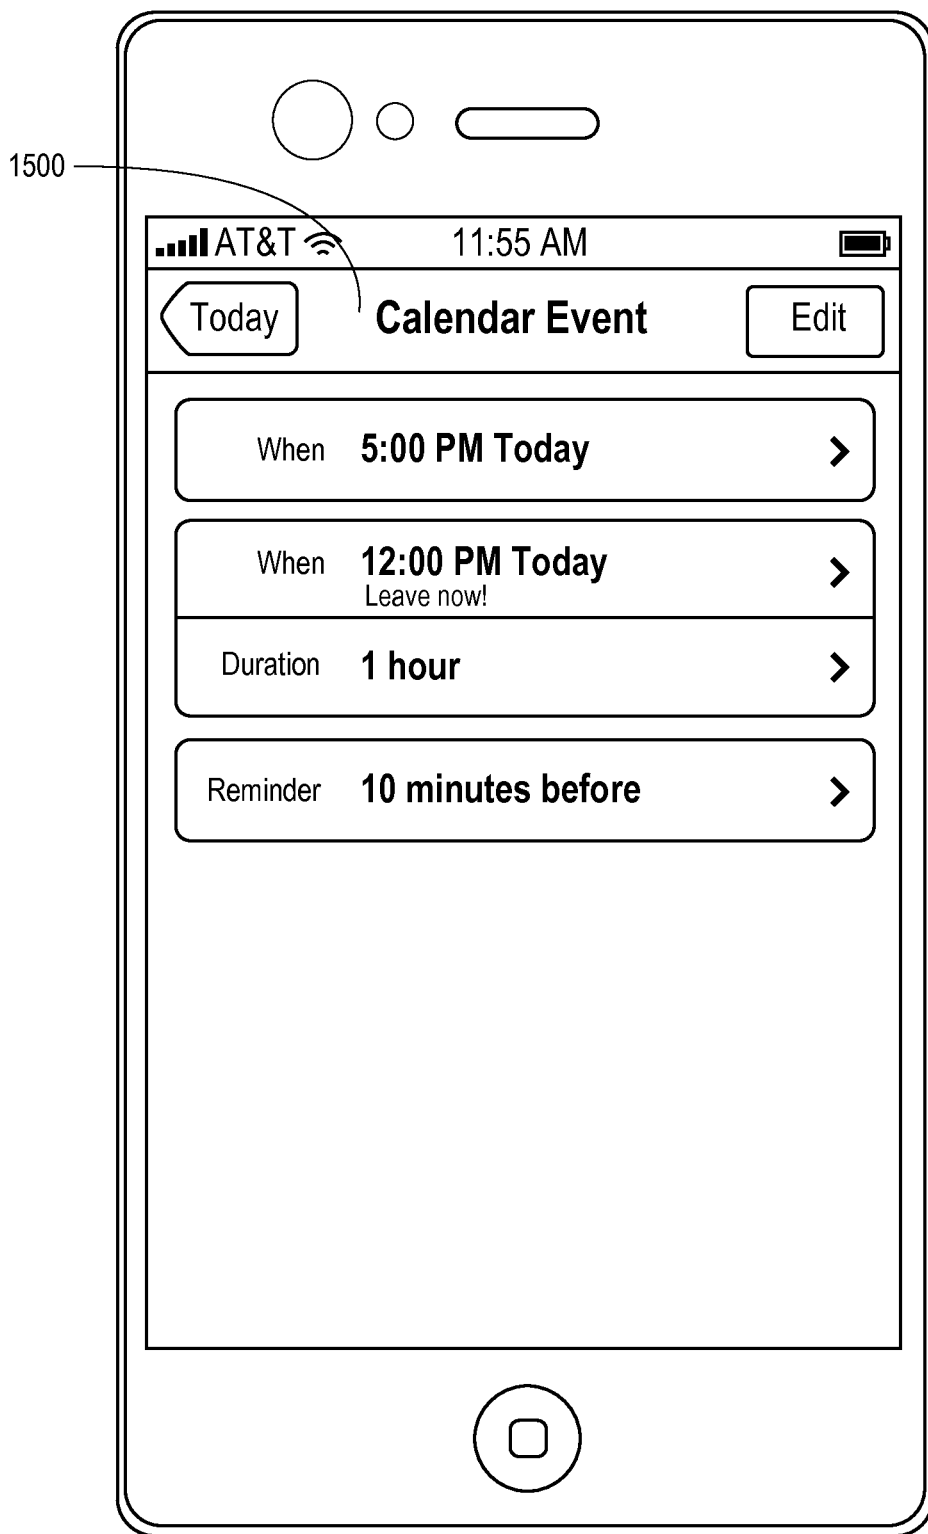 1500
AT&T 11:55 AM
Today Calendar Event Edit
When 5:00 PM Today
When 12:00 PM Today
Leave now!
Duration 1 hour
Reminder 10 minutes before